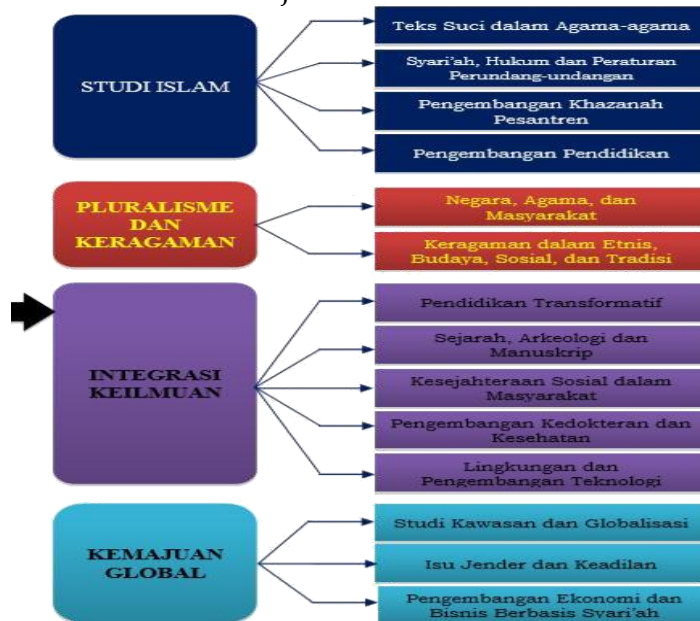 STUDI ISLAM
Teks Suci dalam Agama-agama
Syari'ah, Hukum dan Peraturan
Perundang-undangan
Pengembangan Khazanah
Pesantren
Pengembangan Pendidikan
PLURALISME
DAN
KERAGAMAN
Negara, Agama, dan
Masyarakat
Keragaman dalam Etnis,
Budaya, Sosial, dan Tradisi
INTEGRASI
KEILMUAN
Pendidikan Transformatif
Sejarah, Arkeologi dan
Manuskrip
Kesejahteraan Sosial dalam
Masyarakat
Pengembangan Kedokteran dan
Kesehatan
Lingkungan dan
Pengembangan Teknologi
KEMAJUAN
GLOBAL
Studi Kawasan dan Globalisasi
Isu Jender dan Keadilan
Pengembangan Ekonomi dan
Bisnis Berbasis Syari'ah